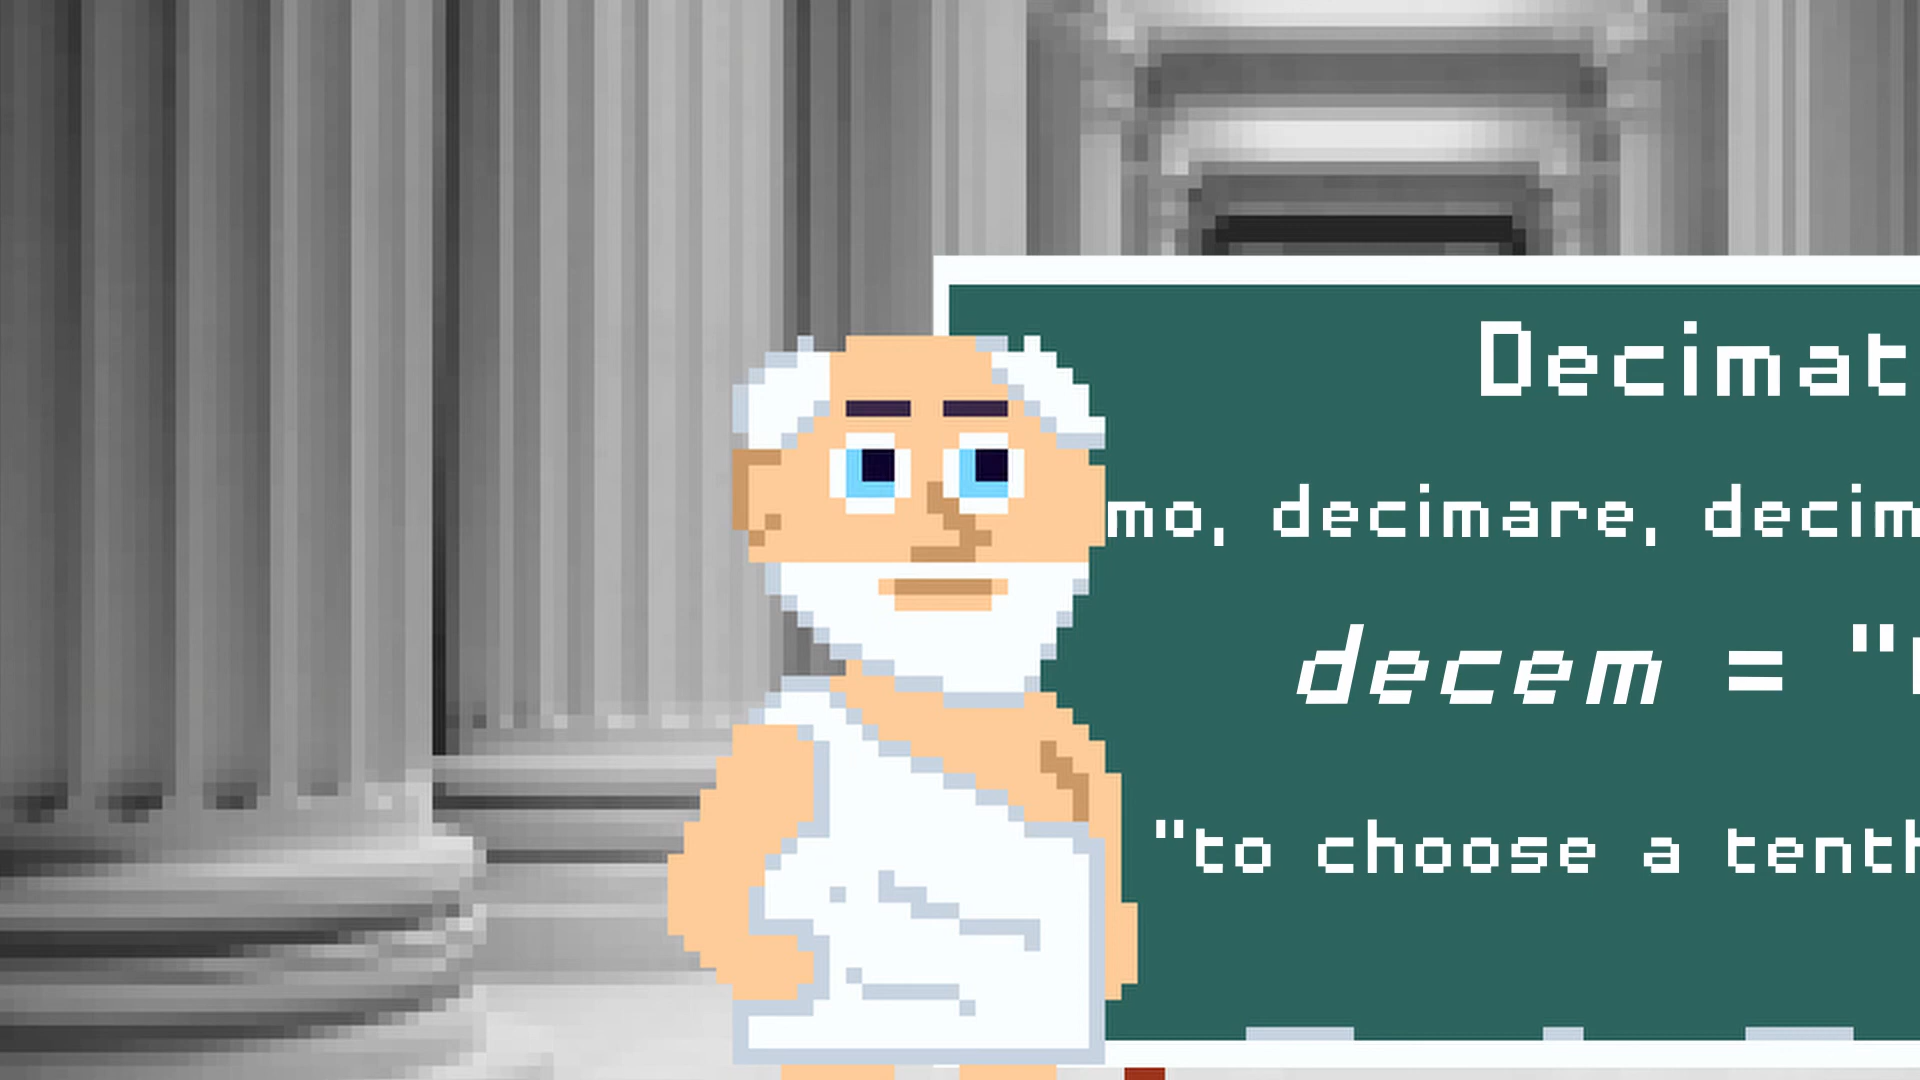 Decimat
mo, decimare, decim
decem = "
"to choose a tenth